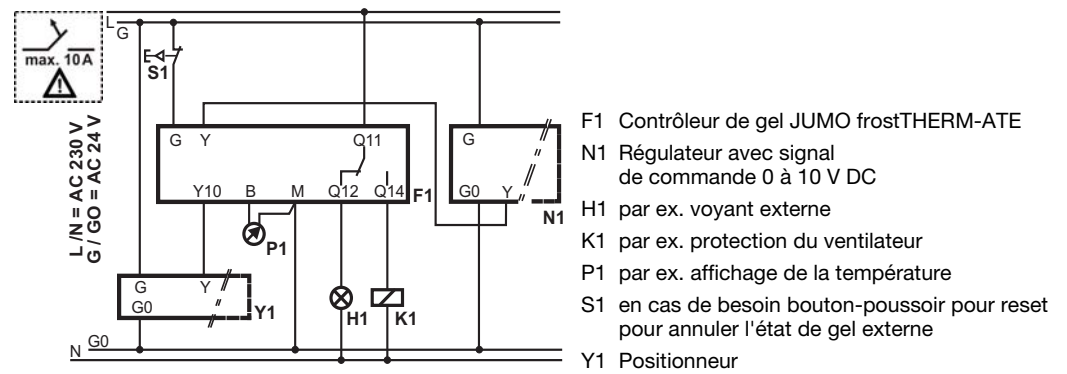 L
G
max. 10 A
S1
L /N = AC 230 V
G / GO = AC 24 V
G Y Q11
Y10 B M Q12 Q14
F1
G
G0 Y
N1
P1
G Y
G0
Y1
H1
K1
G0
N
F1 Contrôleur de gel JUMO frostTHERM-ATE
N1 Régulateur avec signal
de commande 0 à 10 V DC
H1 par ex. voyant externe
K1 par ex. protection du ventilateur
P1 par ex. affichage de la température
S1 en cas de besoin bouton-poussoir pour reset
pour annuler l'état de gel externe
Y1 Positionneur